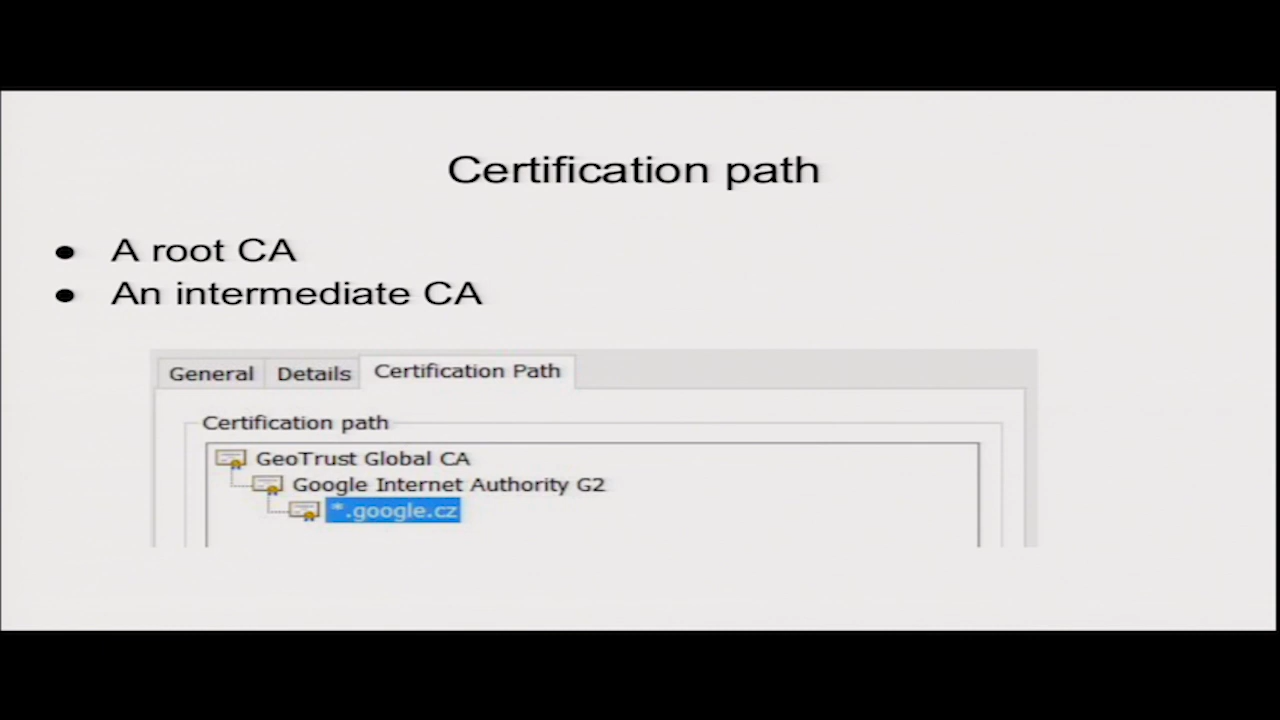 Certification path
● A root CA
● An intermediate CA
General Details Certification Path
Certification path
GeoTrust Global CA
Google Internet Authority G2
*.google.cz